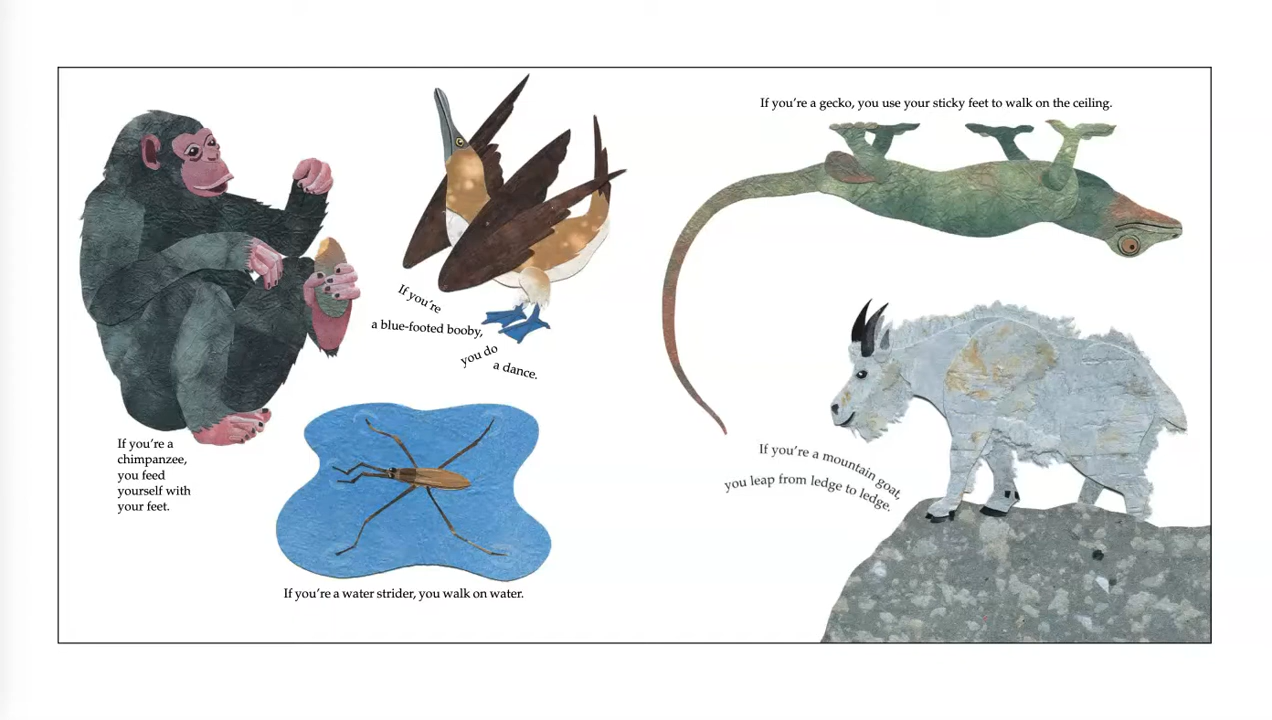 If you're a
chimpanzee,
you feed
yourself with
your feet.
If you're
a blue-footed booby,
you do
a dance.
If you're a water strider, you walk on water.
If you're a gecko, you use your sticky feet to walk on the ceiling.
If you're a mountain goat,
you leap from ledge to ledge.